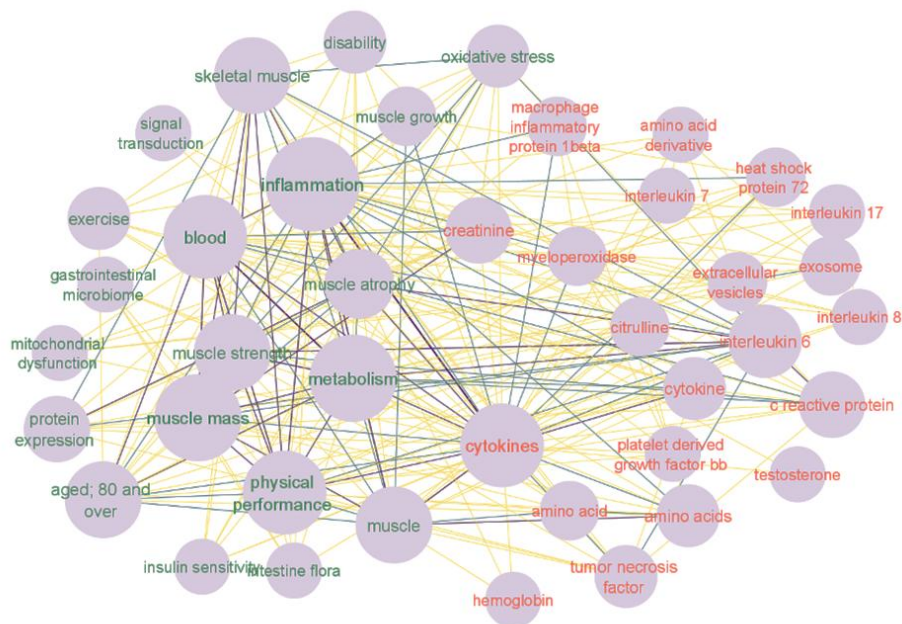 disability
oxidative stress
skeletal muscle
macrophage
inflammatory
protein 1beta
muscle growth
signal
transduction
amino acid
derivative
heat shock
protein 72
inflammation
interleukin 7
interleukin 17
exercise
blood
creatinine
myeloperoxidase
exosome
gastrointestinal
microbiome
muscle atrophy
extracellular
vesicles
interleukin 8
citrulline
interleukin 6
mitochondrial
dysfunction
muscle strength
metabolism
cytokine
c reactive protein
protein
expression
muscle mass
cytokines
platelet derived
growth factor bb
testosterone
aged; 80 and
over
physical
performance
muscle
amino acid
amino acids
insulin sensitivity
intestine flora
tumor necrosis
factor
hemoglobin